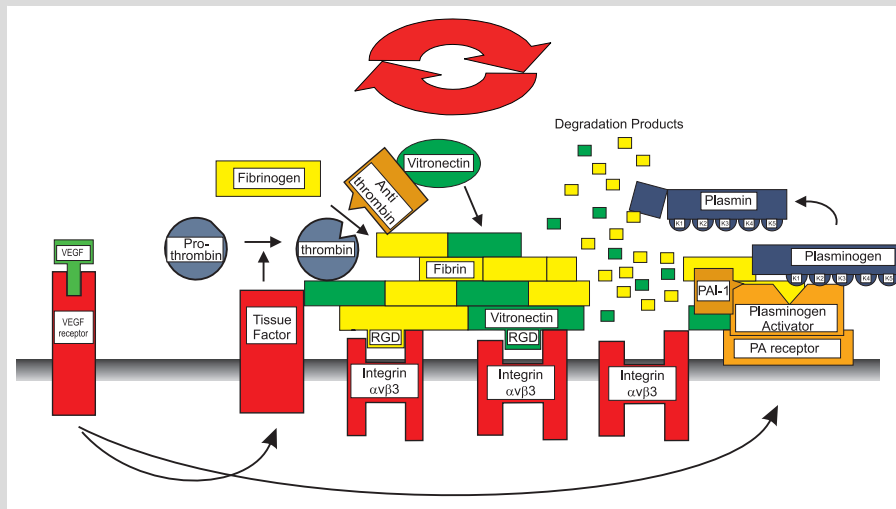 Degradation Products
Fibrinogen
Anti
thrombin
Vitronectin
Plasmin
K1 K2 K3 K4 K5
Pro-
thrombin
thrombin
VEGF
Fibrin
Plasminogen
K1 K2 K3 K4 K5
PAI-1
VEGF
receptor
Tissue
Factor
Vitronectin
Plasminogen
Activator
RGD
RGD
PA receptor
Integrin
αvβ3
Integrin
αvβ3
Integrin
αvβ3